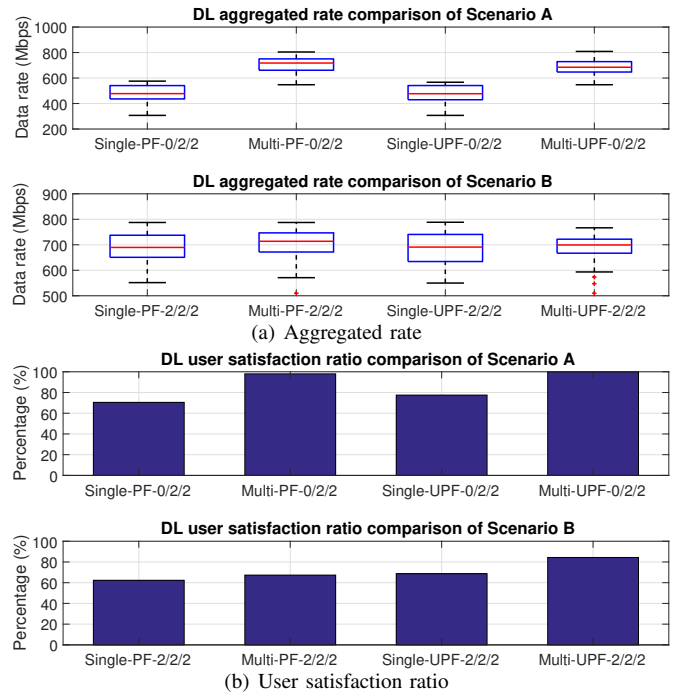 DL aggregated rate comparison of Scenario A
Data rate (Mbps)
1000
800
600
400
200
Single-PF-0/2/2 Multi-PF-0/2/2 Single-UPF-0/2/2 Multi-UPF-0/2/2
DL aggregated rate comparison of Scenario B
Data rate (Mbps)
900
800
700
600
500
Single-PF-2/2/2 Multi-PF-2/2/2 Single-UPF-2/2/2 Multi-UPF-2/2/2
(a) Aggregated rate
DL user satisfaction ratio comparison of Scenario A
Percentage (%)
100
80
60
40
20
0
Single-PF-0/2/2 Multi-PF-0/2/2 Single-UPF-0/2/2 Multi-UPF-0/2/2
DL user satisfaction ratio comparison of Scenario B
Percentage (%)
100
80
60
40
20
0
Single-PF-2/2/2 Multi-PF-2/2/2 Single-UPF-2/2/2 Multi-UPF-2/2/2
(b) User satisfaction ratio